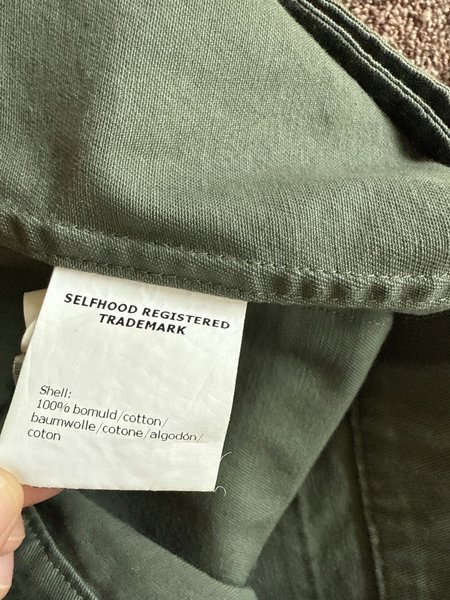 SELFHOOD REGISTERED
TRADEMARK
Shell:
100% bomuld/cotton/
baumwolle/cotone/algodón/
coton